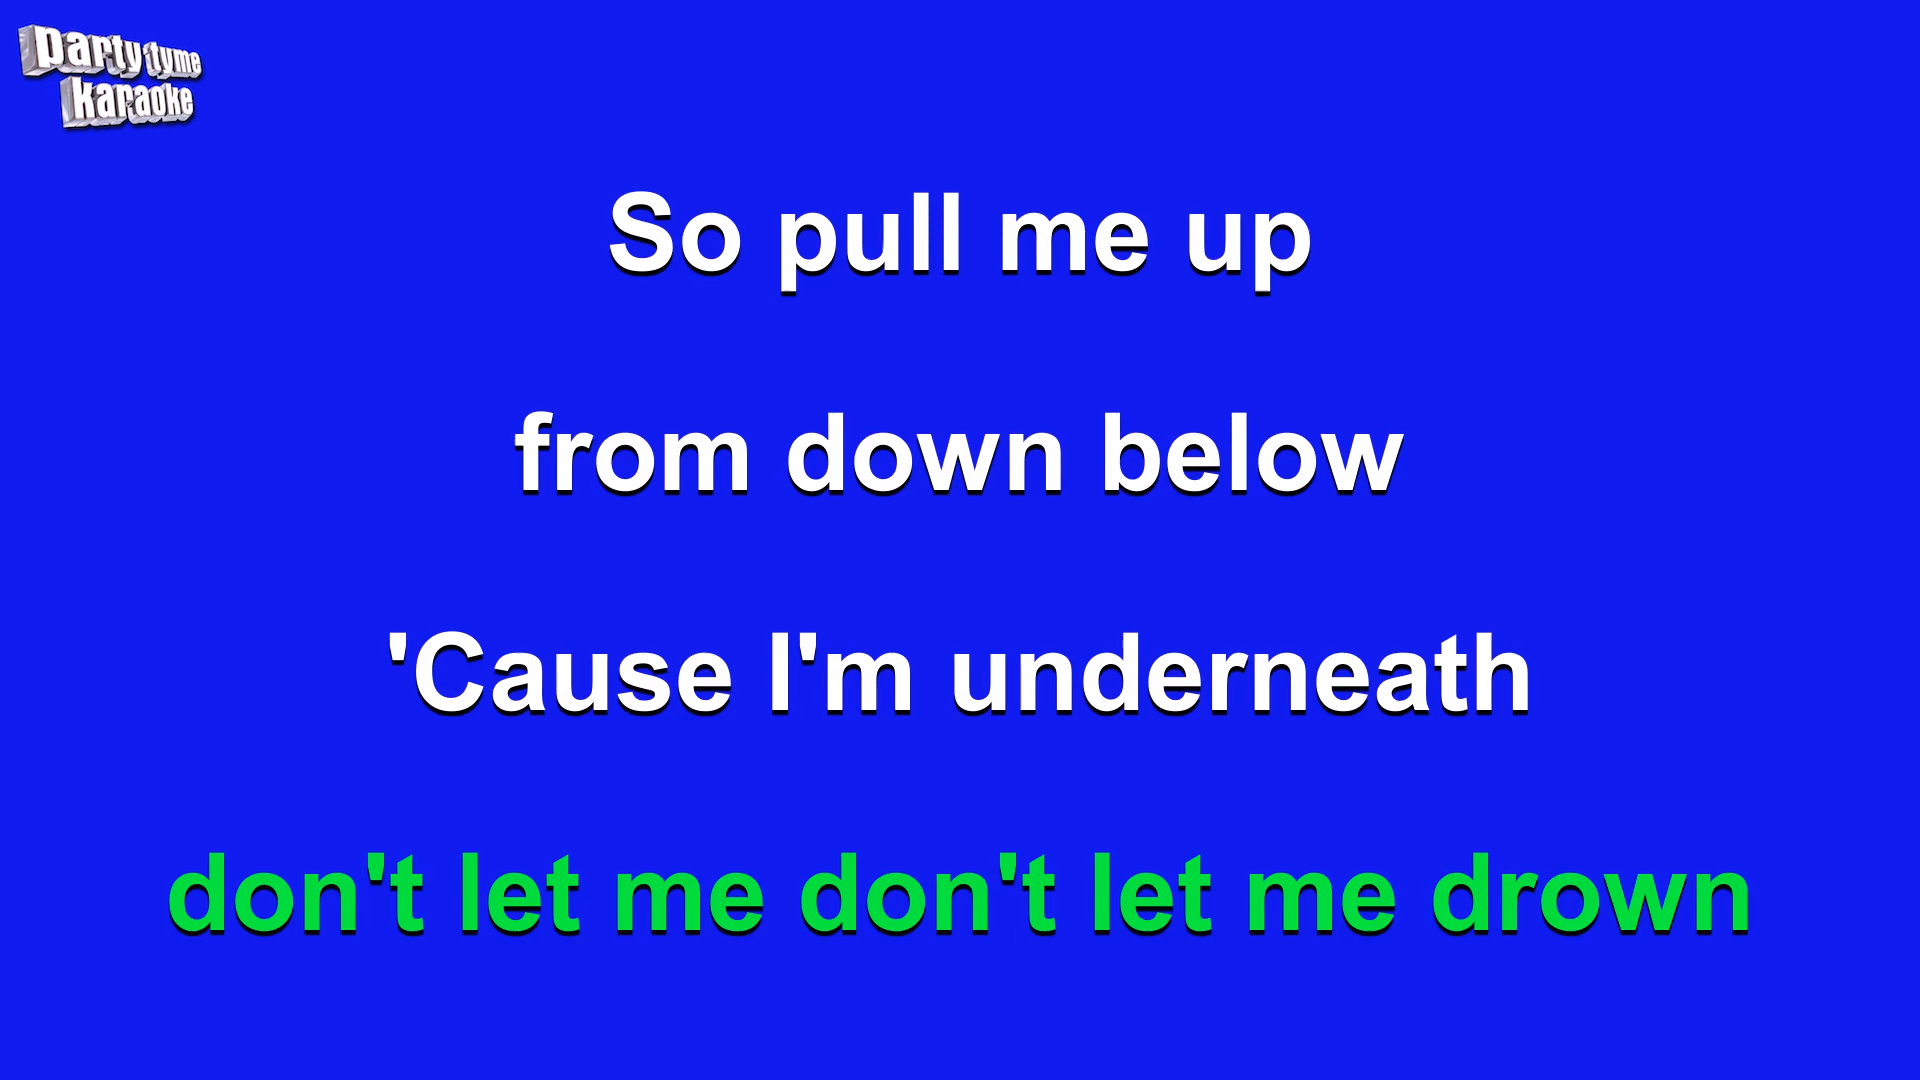 party tyme
karaoke
So pull me up
from down below
'Cause I'm underneath
don't let me don't let me drown